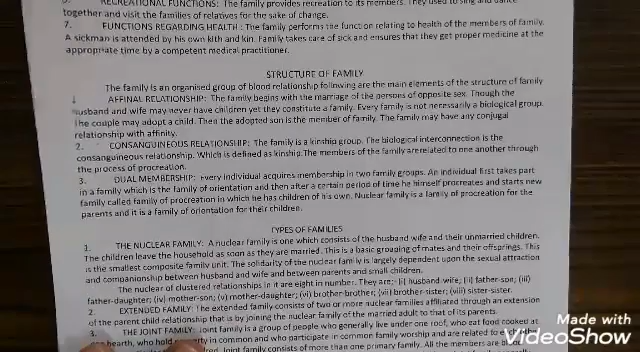 RECREATIONAL FUNCTIONS: The family provides recreation to its members. They used to sing and dance
together and visit the families of relatives for the sake of change.
7. FUNCTIONS REGARDING HEALTH : The family performs the function relating to health of the members of family.
A sickman is attended by his own kith and kin. Family takes care of sick and ensures that they get proper medicine at the
appropriate time by a competent medical practitioner.
STRUCTURE OF FAMILY
The family is an organised group of blood relationship following are the main elements of the structure of family
AFFINAL RELATIONSHIP: The family begins with the marriage of the persons of opposite sex. Though the
husband and wife may never have children yet they constitute a family. Every family is not necessarily a biological group.
The couple may adopt a child. Then the adopted son is the member of family. The family may have any conjugal
relationship with affinity.
2. CONSANGUINEOUS RELATIONSHIP: The family is a kinship group. The biological interconnection is the
consanguineous relationship. Which is defined as kinship The members of the family are related to one another through
the process of procreation.
3. DUAL MEMBERSHIP: every individual acquires membership in two family groups. An individual first takes part
in a family which is the family of orientation and then after a certain period of time he himself procreates and starts new
family called family of procreation in which he has children of his own. Nuclear family is a family of procreation for the
parents and it is a family of orientation for their children.
TYPES OF FAMILIES
1. THE NUCLEAR FAMILY: A nuclear family is one which consists of the husband wife and their unmarried children.
The children leave the household as soon as they are married. This is a basic grouping of mates and their offsprings. This
is the smallest composite family unit. The solidarity of the nuclear family is largely dependent upon the sexual attraction
and companionship between husband and wife and between parents and small children.
The nuclear of clustered relationships in it are eight in number. They are; (i) husband-wife; (ii) father-son; (iii)
father-daughter; (iv) mother-son; (v) mother-daughter; (vi) brother-brother; (vii) brother-sister; (viii) sister-sister.
2. EXTENDED FAMILY: The extended family consists of two or more nuclear families affiliated through an extension
of the parent child relationship that is by joining the nuclear family of the married adult to that of its parents.
3. THE JOINT FAMILY: Joint family is a group of people who generally live under one roof, who eat food cooked at
hearth, who hold property in common and who participate in common family worship and are related to
Joint family consists of more than one primary family. All the members are
Made with
VideoShow